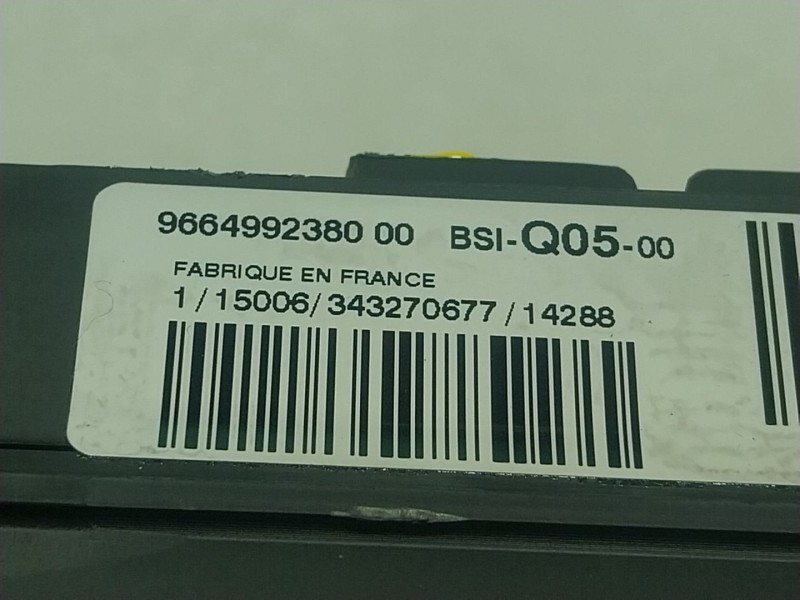 9664992380 00 BSI-Q05-00
FABRIQUE EN FRANCE
1/15006/343270677/14288